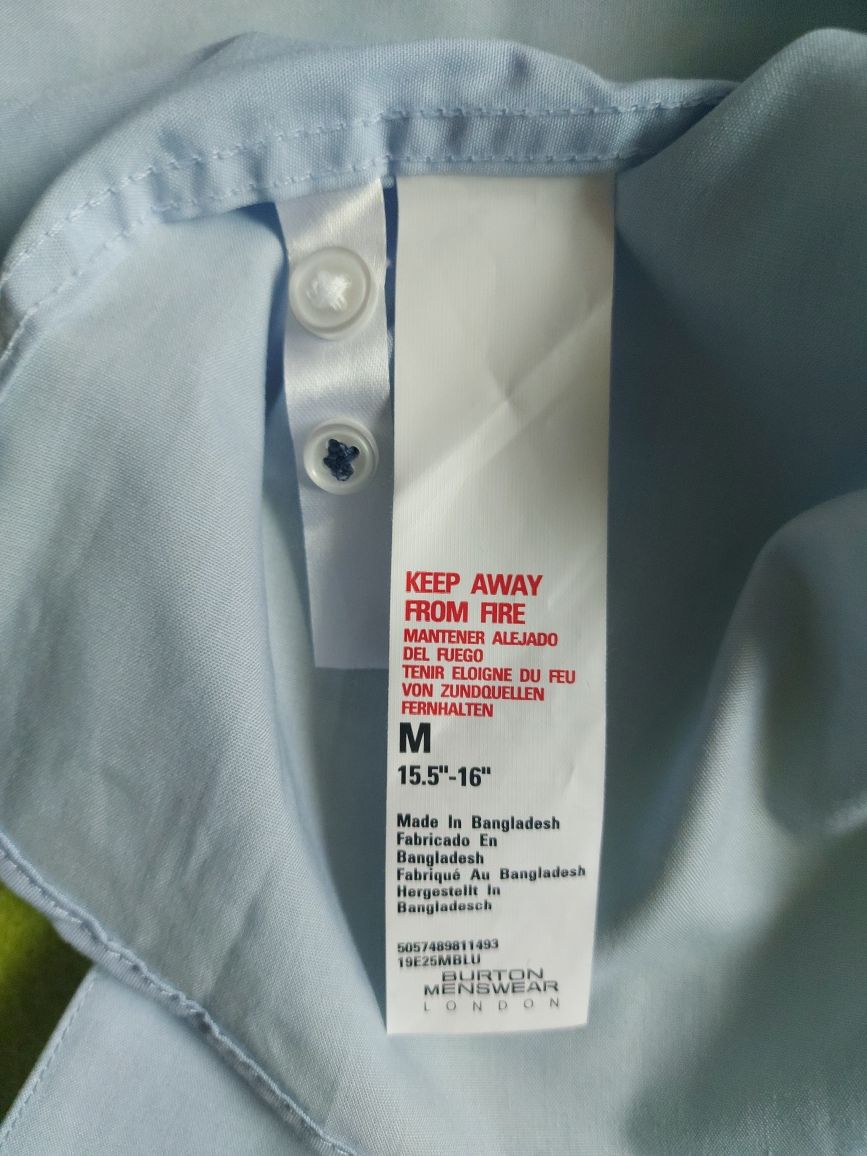 KEEP AWAY
FROM FIRE
MANTENER ALEJADO
DEL FUEGO
TENIR ELOIGNE DU FEU
VON ZUNDQUELLEN
FERNHALTEN
M
15.5"-16"
Made In Bangladesh
Fabricado En
Bangladesh
Fabriqué Au Bangladesh
Hergestellt In
Bangladesch
5057489811493
19E25MBLU
BURTON
MENSWEAR
LONDON